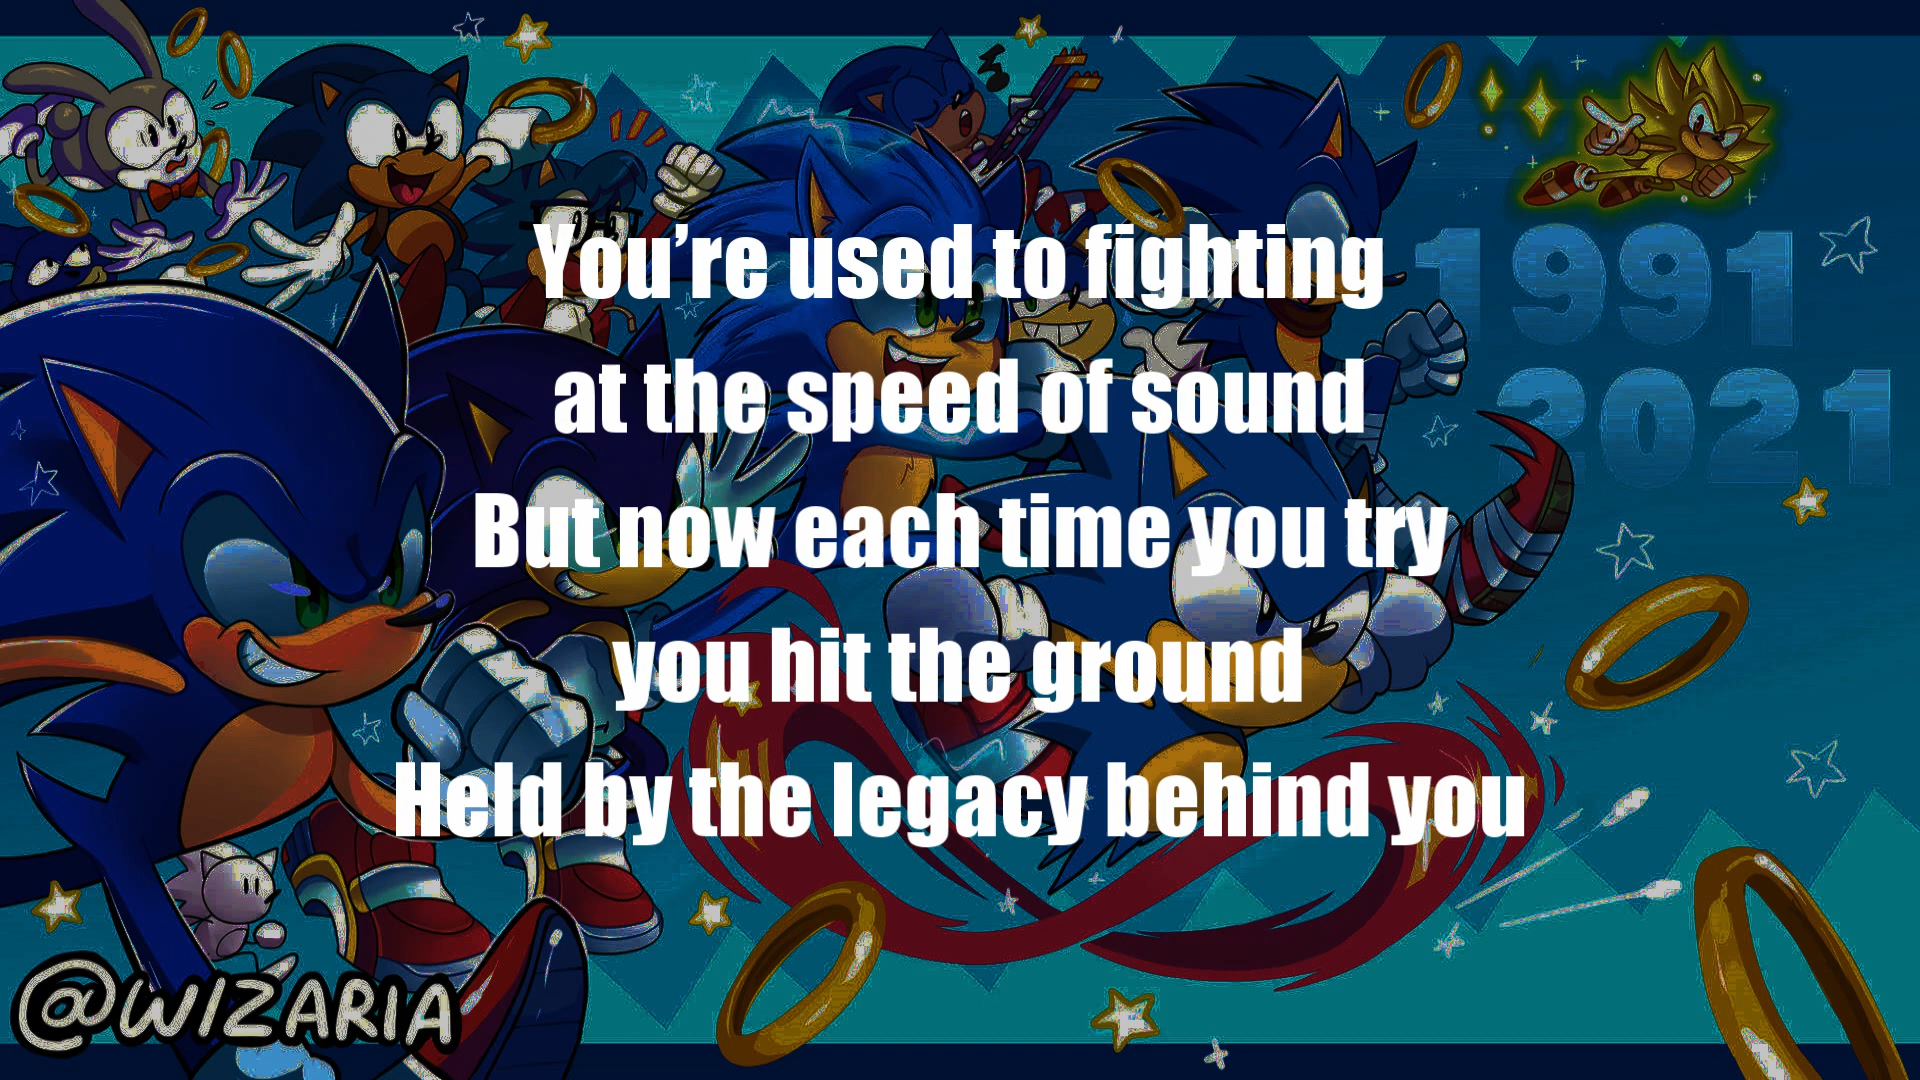 1991
2021
You’re used to fighting
at the speed of sound
But now each time you try
you hit the ground
Held by the legacy behind you
@WIZARIA